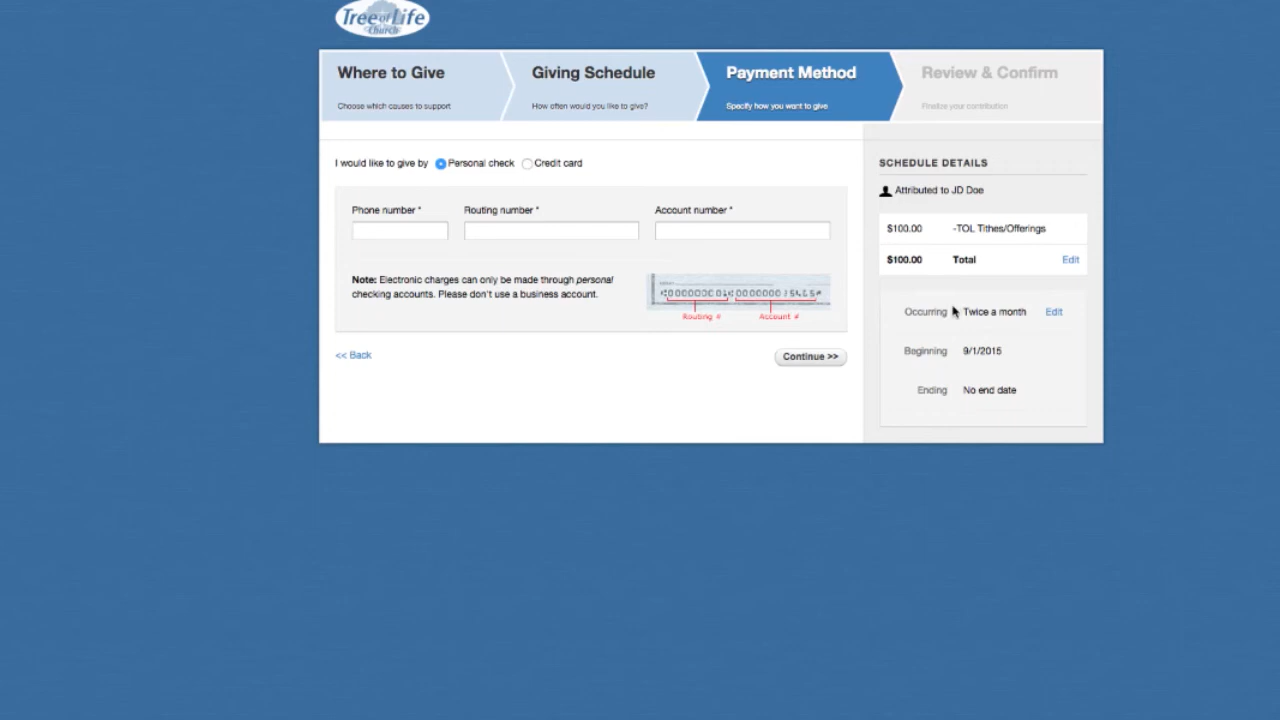 Tree of Life
Church
Where to Give
Choose which causes to support
Giving Schedule
How often would you like to give?
Payment Method
Specify how you want to give
Review & Confirm
Finalize your contribution
I would like to give by Personal check Credit card
Phone number *
Routing number *
Account number *
Note: Electronic charges can only be made through personal
checking accounts. Please don't use a business account.
Routing #
Account #
<< Back
Continue >>
SCHEDULE DETAILS
Attributed to JD Doe
$100.00 -TOL Tithes/Offerings
$100.00 Total Edit
Occurring Twice a month Edit
Beginning 9/1/2015
Ending No end date